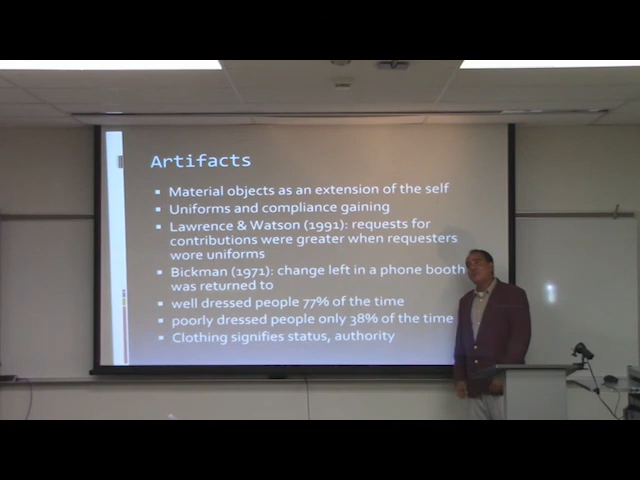 Artifacts
Material objects as an extension of the self
Uniforms and compliance gaining
Lawrence & Watson (1991): requests for
contributions were greater when requesters
wore uniforms
Bickman (1971): change left in a phone booth
was returned to
well dressed people 77% of the time
poorly dressed people only 38% of the time
Clothing signifies status, authority